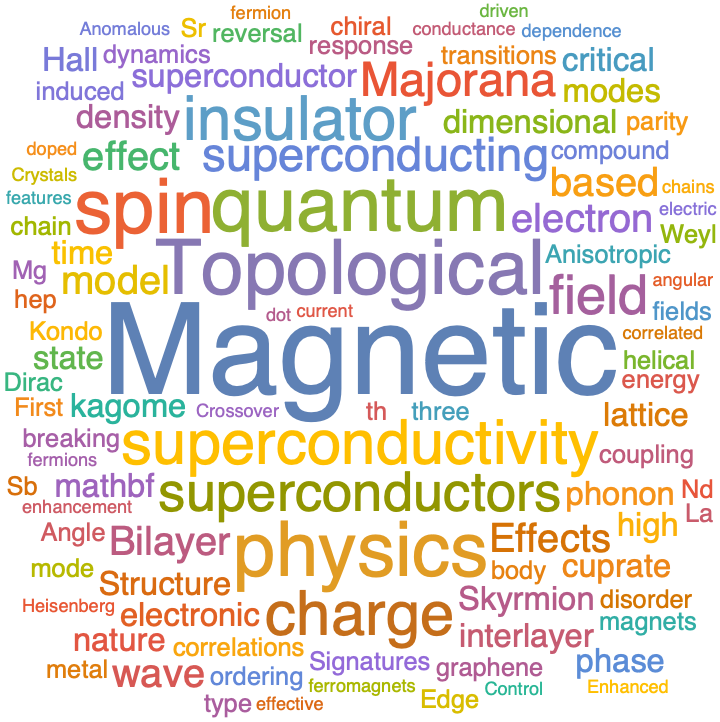 fermion driven
Anomalous Sr reversal chiral conductance dependence
Hall dynamics response transitions critical
induced superconductor Majorana modes
density insulator dimensional parity
doped effect superconducting compound
Crystals based chains
features spin quantum electron electric
chain Weyl
time Topological Anisotropic
Mg model field angular
hep dot current fields
Kondo Magnetic correlated
state helical
Dirac energy
First kagome Crossover th three lattice
breaking superconductivity coupling
fermions
Sb mathbf superconductors phonon Nd
enhancement La
Angle Bilayer physics Effects high
mode body cuprate
Structure charge Skyrmion disorder
Heisenberg electronic magnets
nature correlations interlayer
metal wave ordering Signatures graphene phase
ferromagnets Control Enhanced
type effective Edge